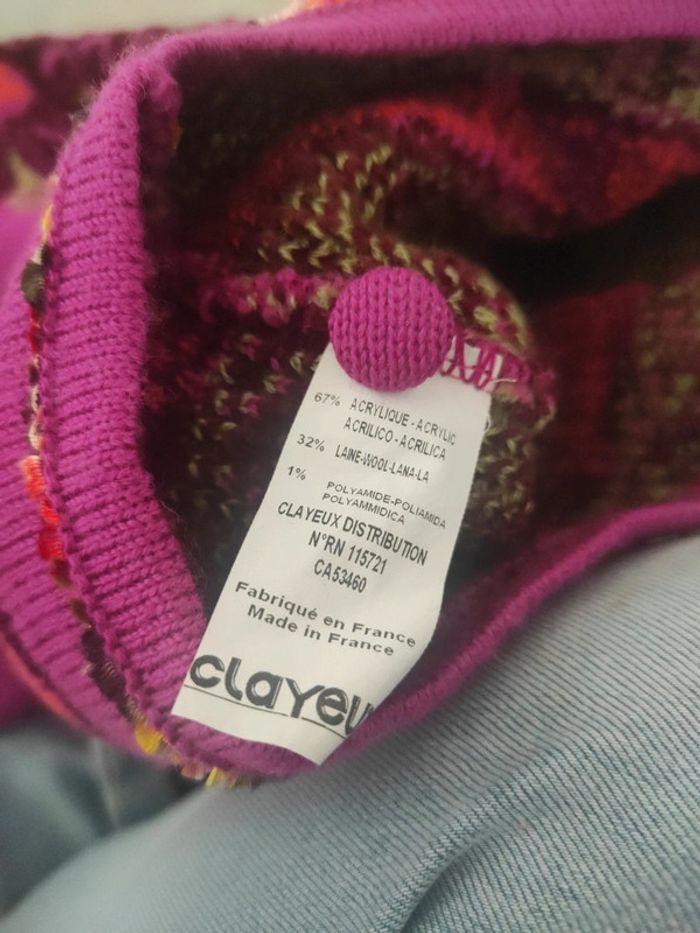 67% ACRYLIQUE-ACRYLIC
ACRILICO-ACRILICA
32% LAINE-WOOL-LANA-LA
1% POLYAMIDE-POLIAMIDA
POLYAMMIDICA
CLAYEUX DISTRIBUTION
N°RN 115721
CA53460
Fabriqué en France
Made in France
CLAYEU